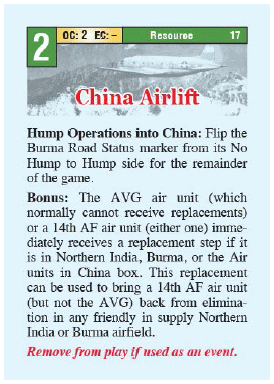 2 OC: 2 EC: – Resource 17
China Airlift
Hump Operations into China: Flip the
Burma Road Status marker from its No
Hump to Hump side for the remainder
of the game.
Bonus: The AVG air unit (which
normally cannot receive replacements)
or a 14th AF air unit (either one) imme-
diately receives a replacement step if it
is in Northern India, Burma, or the Air
units in China box. This replacement
can be used to bring a 14th AF air unit
(but not the AVG) back from elimina-
tion in any friendly in supply Northern
India or Burma airfield.
Remove from play if used as an event.